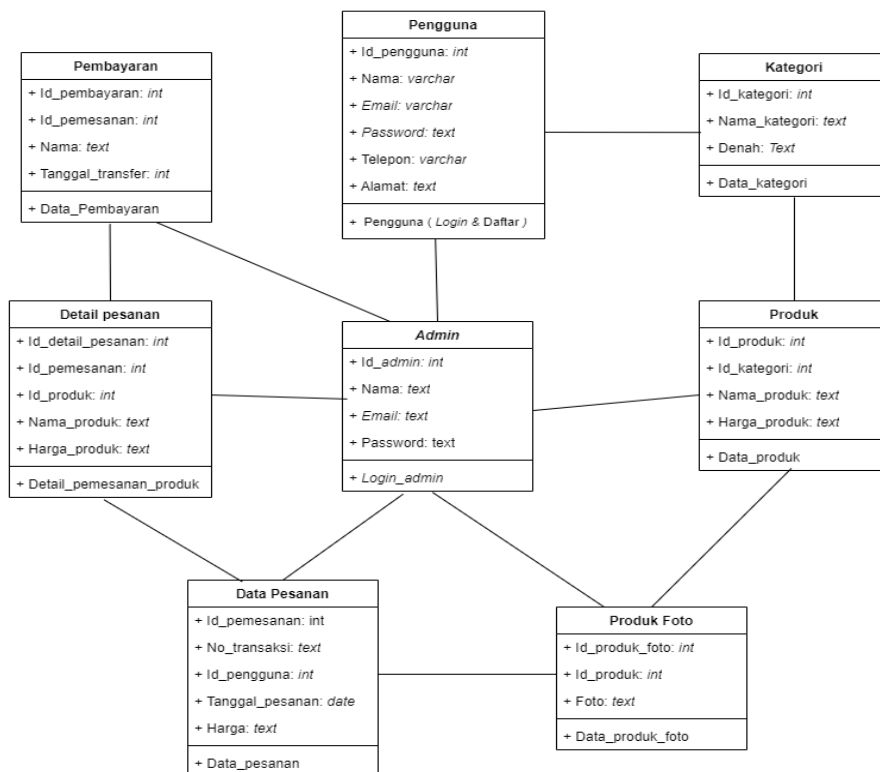 Pengguna
+ Id_pengguna: int
+ Nama: varchar
+ Email: varchar
+ Password: text
+ Telepon: varchar
+ Alamat: text
+ Pengguna ( Login & Daftar )
Pembayaran
+ Id_pembayaran: int
+ Id_pemesanan: int
+ Nama: text
+ Tanggal_transfer: int
+ Data_Pembayaran
Kategori
+ Id_kategori: int
+ Nama_kategori: text
+ Denah: Text
+ Data_kategori
Detail pesanan
+ Id_detail_pesanan: int
+ Id_pemesanan: int
+ Id_produk: int
+ Nama_produk: text
+ Harga_produk: text
+ Detail_pemesanan_produk
Admin
+ Id_admin: int
+ Nama: text
+ Email: text
+ Password: text
+ Login_admin
Produk
+ Id_produk: int
+ Id_kategori: int
+ Nama_produk: text
+ Harga_produk: text
+ Data_produk
Data Pesanan
+ Id_pemesanan: int
+ No_transaksi: text
+ Id_pengguna: int
+ Tanggal_pesanan: date
+ Harga: text
+ Data_pesanan
Produk Foto
+ Id_produk_foto: int
+ Id_produk: int
+ Foto: text
+ Data_produk_foto